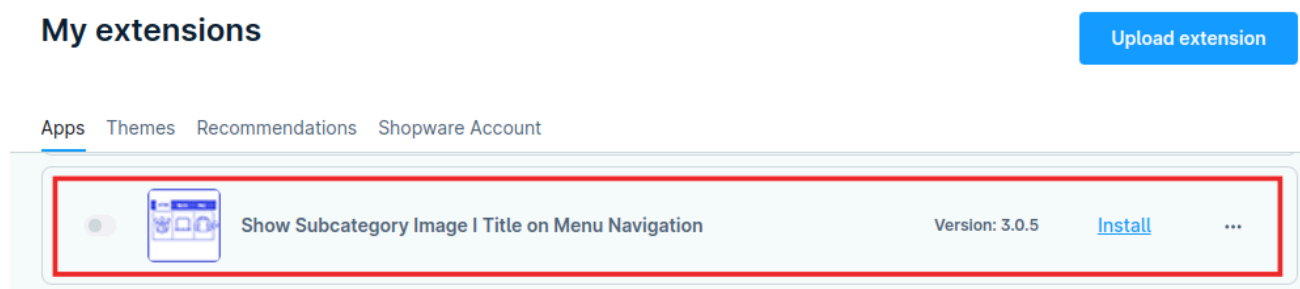 My extensions
Upload extension
Apps Themes Recommendations Shopware Account
Show Subcategory Image | Title on Menu Navigation Version: 3.0.5 Install ...